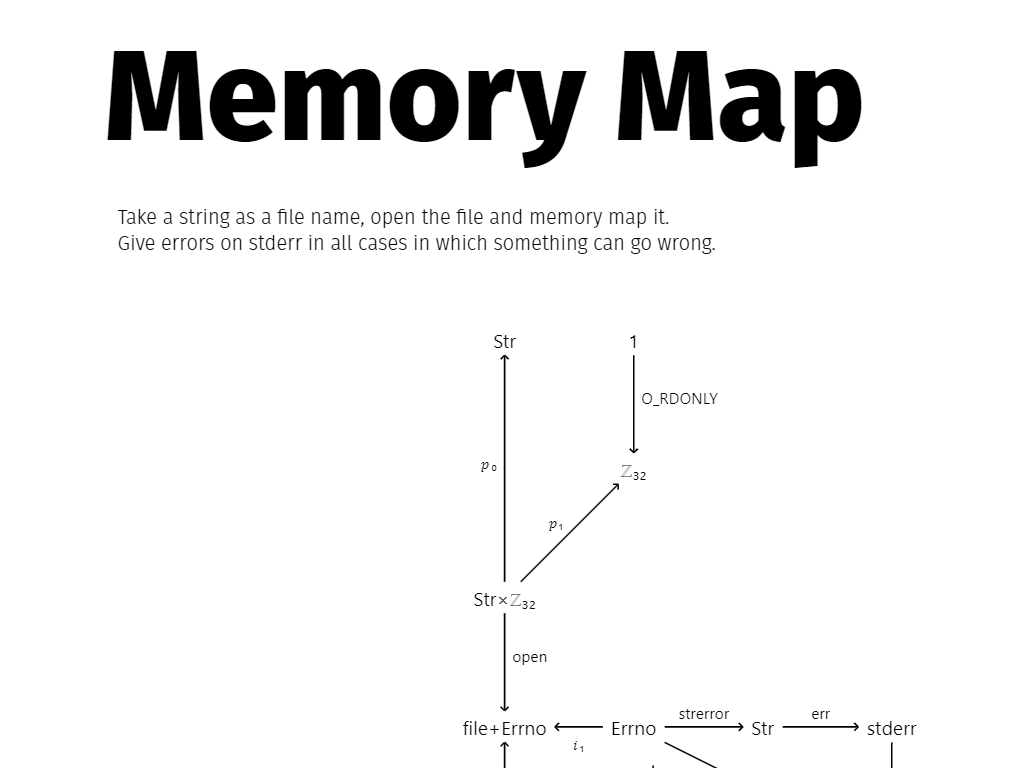 Memory Map
Take a string as a file name, open the file and memory map it.
Give errors on stderr in all cases in which something can go wrong.
Str 1
O_RDONLY
p₀
ℤ₃₂
p₁
Str×ℤ₃₂
open
strerror err
file+Errno Errno Str stderr
i₁